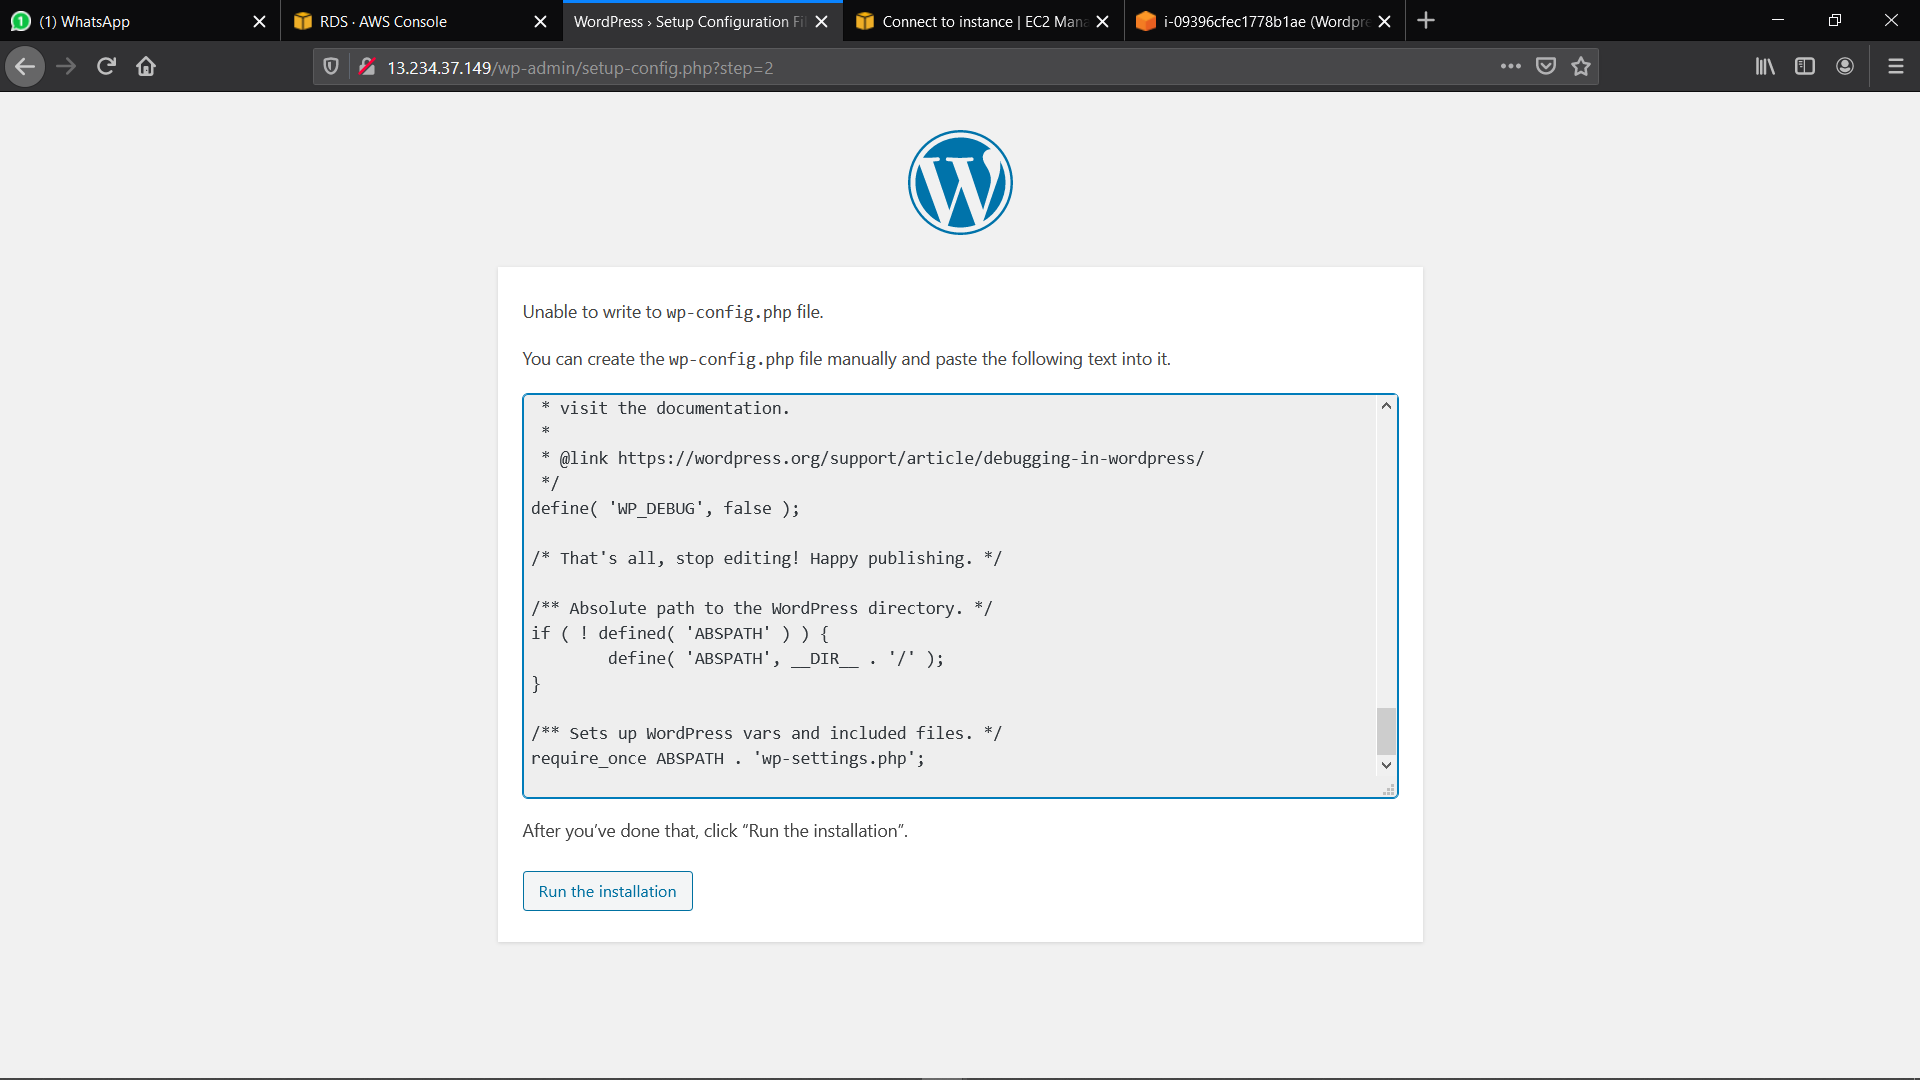 (1) WhatsApp
RDS · AWS Console
WordPress › Setup Configuration Fi
Connect to instance | EC2 Mana
i-09396cfec1778b1ae (Wordpre
13.234.37.149/wp-admin/setup-config.php?step=2
Unable to write to wp-config.php file.
You can create the wp-config.php file manually and paste the following text into it.
 * visit the documentation.
 *
 * @link https://wordpress.org/support/article/debugging-in-wordpress/
 */
define( 'WP_DEBUG', false );
/* That's all, stop editing! Happy publishing. */
/** Absolute path to the WordPress directory. */
if ( ! defined( 'ABSPATH' ) ) {
        define( 'ABSPATH', __DIR__ . '/' );
}
/** Sets up WordPress vars and included files. */
require_once ABSPATH . 'wp-settings.php';
After you’ve done that, click “Run the installation”.
Run the installation